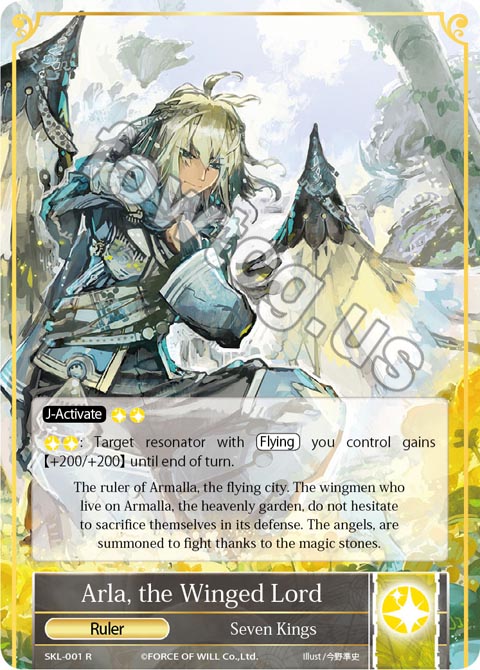 J-Activate
: Target resonator with Flying you control gains
【+200/+200】 until end of turn.
The ruler of Armalla, the flying city. The wingmen who
live on Armalla, the heavenly garden, do not hesitate
to sacrifice themselves in its defense. The angels, are
summoned to fight thanks to the magic stones.
Arla, the Winged Lord
Ruler
Seven Kings
SKL-001 R ©FORCE OF WILL Co.,Ltd. Illust /今野隼史
fowtcg.us